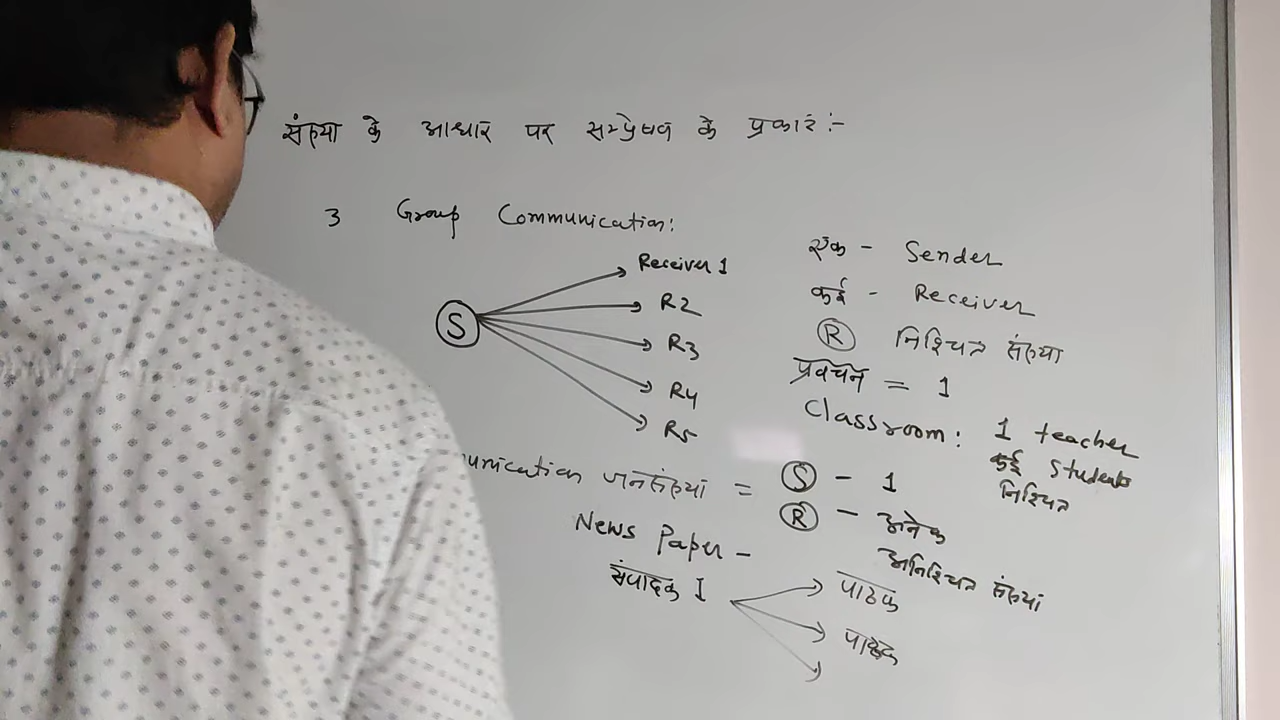 संख्या के आधार पर सम्प्रेषण के प्रकार :-
3 Group Communication:
S
Receiver 1
R2
R3
R4
R5
एक - Sender
कई - Receiver
R निश्चित संख्या
प्रवचन = 1
Classroom: 1 teacher
कई students
निश्चित
unication जनसंख्या = S - 1
R - अनेक
अनिश्चित संख्या
News Paper -
संपादक I
पाठक
पाठक